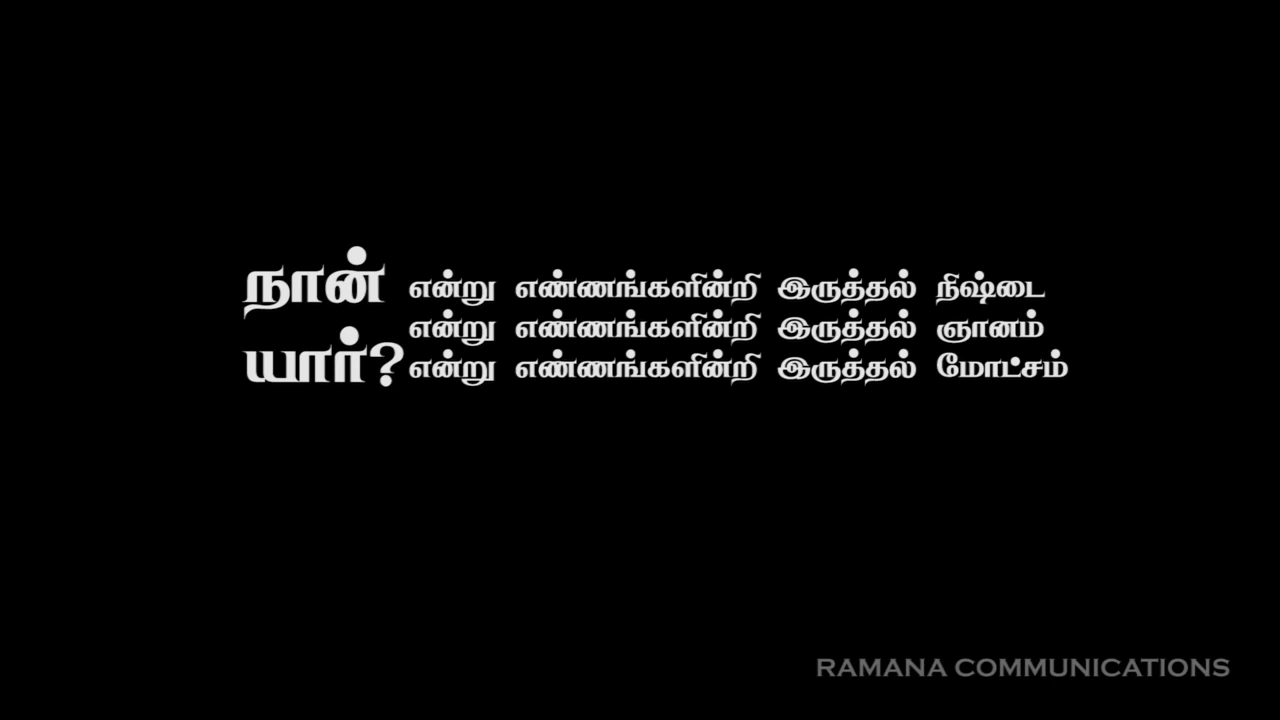 நான்
யார்?
என்று எண்ணங்களின்றி இருத்தல் நிஷ்டை
என்று எண்ணங்களின்றி இருத்தல் ஞானம்
என்று எண்ணங்களின்றி இருத்தல் மோட்சம்
RAMANA COMMUNICATIONS